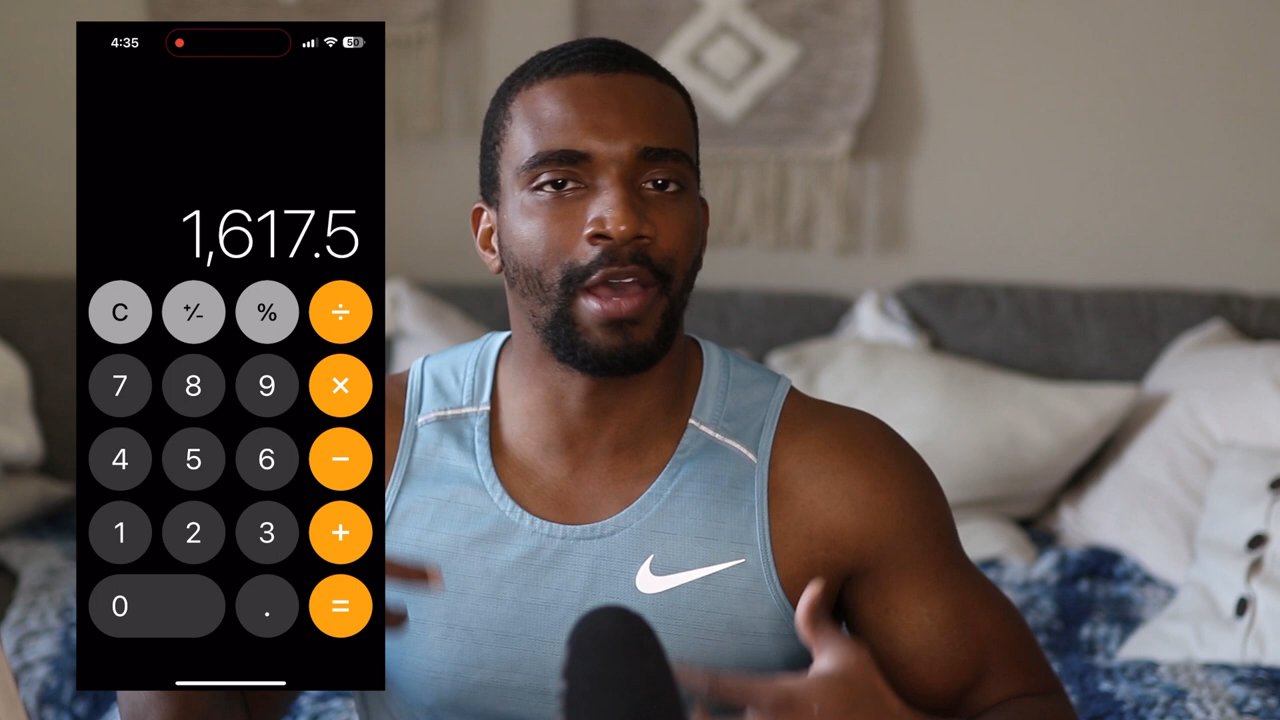 4:35
50
1,617.5
C +/- % ÷
7 8 9 ×
4 5 6 −
1 2 3 +
0 . =